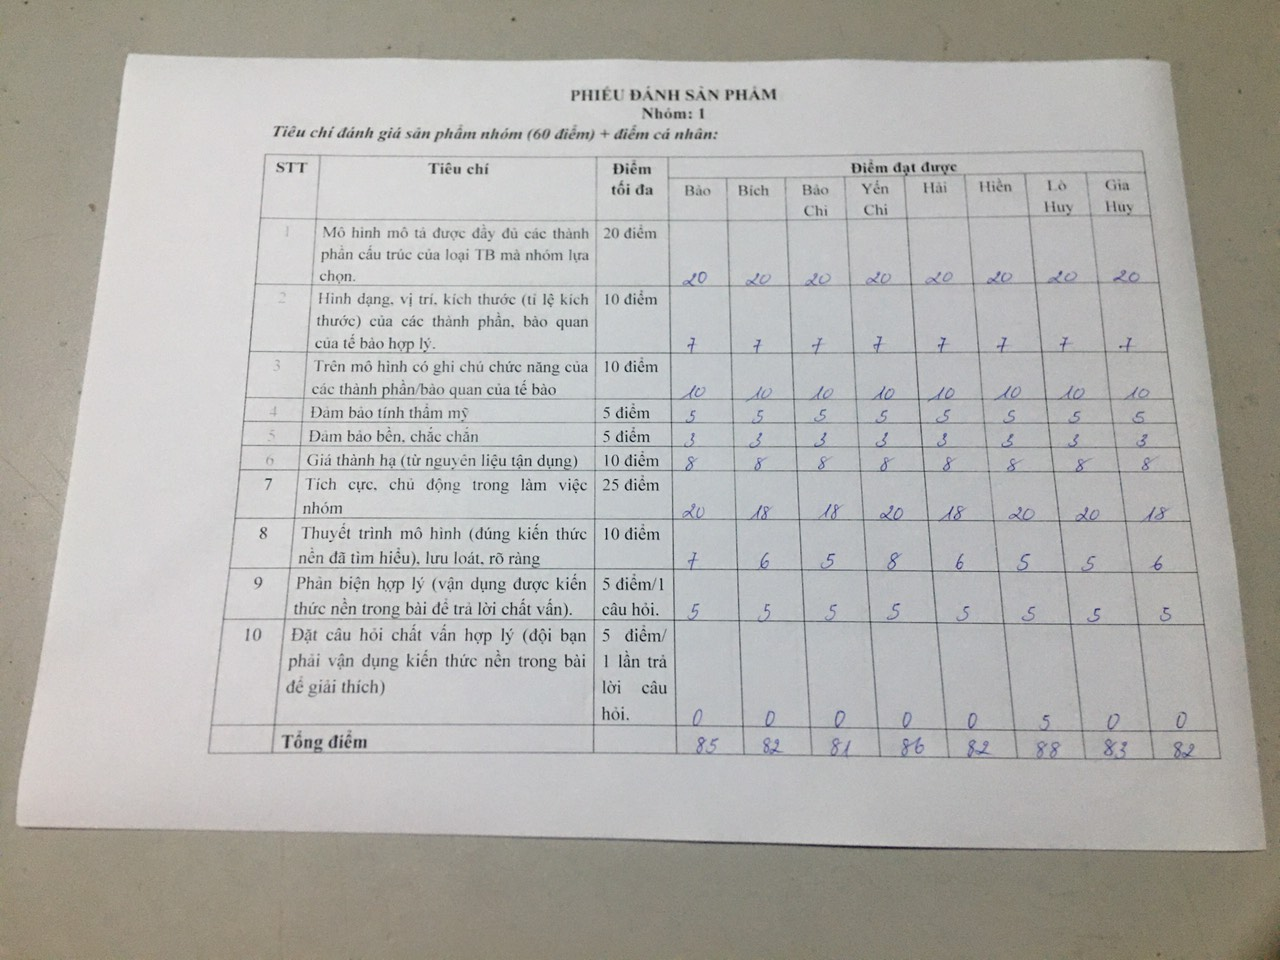 PHIẾU ĐÁNH SẢN PHẨM
Nhóm: 1
Tiêu chí đánh giá sản phẩm nhóm (60 điểm) + điểm cá nhân:
STT Tiêu chí Điểm tối đa Điểm đạt được
Bảo Bích Bảo Chi Yến Chi Hải Hiền Lò Huy Gia Huy
1 Mô hình mô tả được đầy đủ các thành 20 điểm
phần cấu trúc của loại TB mà nhóm lựa
chọn. 20 20 20 20 20 20 20 20
2 Hình dạng, vị trí, kích thước (tỉ lệ kích 10 điểm
thước) của các thành phần, bào quan
của tế bào hợp lý. 7 7 7 7 7 7 7 7
3 Trên mô hình có ghi chú chức năng của 10 điểm
các thành phần/bào quan của tế bào 10 10 10 10 10 10 10 10
4 Đảm bảo tính thẩm mỹ 5 điểm 5 5 5 5 5 5 5 5
5 Đảm bảo bền, chắc chắn 5 điểm 3 3 3 3 3 3 3 3
6 Giá thành hạ (từ nguyên liệu tận dụng) 10 điểm 8 8 8 8 8 8 8 8
7 Tích cực, chủ động trong làm việc 25 điểm
nhóm 20 18 18 20 18 20 20 18
8 Thuyết trình mô hình (đúng kiến thức 10 điểm
nền đã tìm hiểu), lưu loát, rõ ràng 7 6 5 8 6 5 5 6
9 Phản biện hợp lý (vận dụng được kiến 5 điểm/1
thức nền trong bài để trả lời chất vấn). câu hỏi. 5 5 5 5 5 5 5 5
10 Đặt câu hỏi chất vấn hợp lý (đội bạn 5 điểm/
phải vận dụng kiến thức nền trong bài 1 lần trả
để giải thích) lời câu
hỏi. 0 0 0 0 0 5 0 0
Tổng điểm 85 82 81 86 82 88 83 82